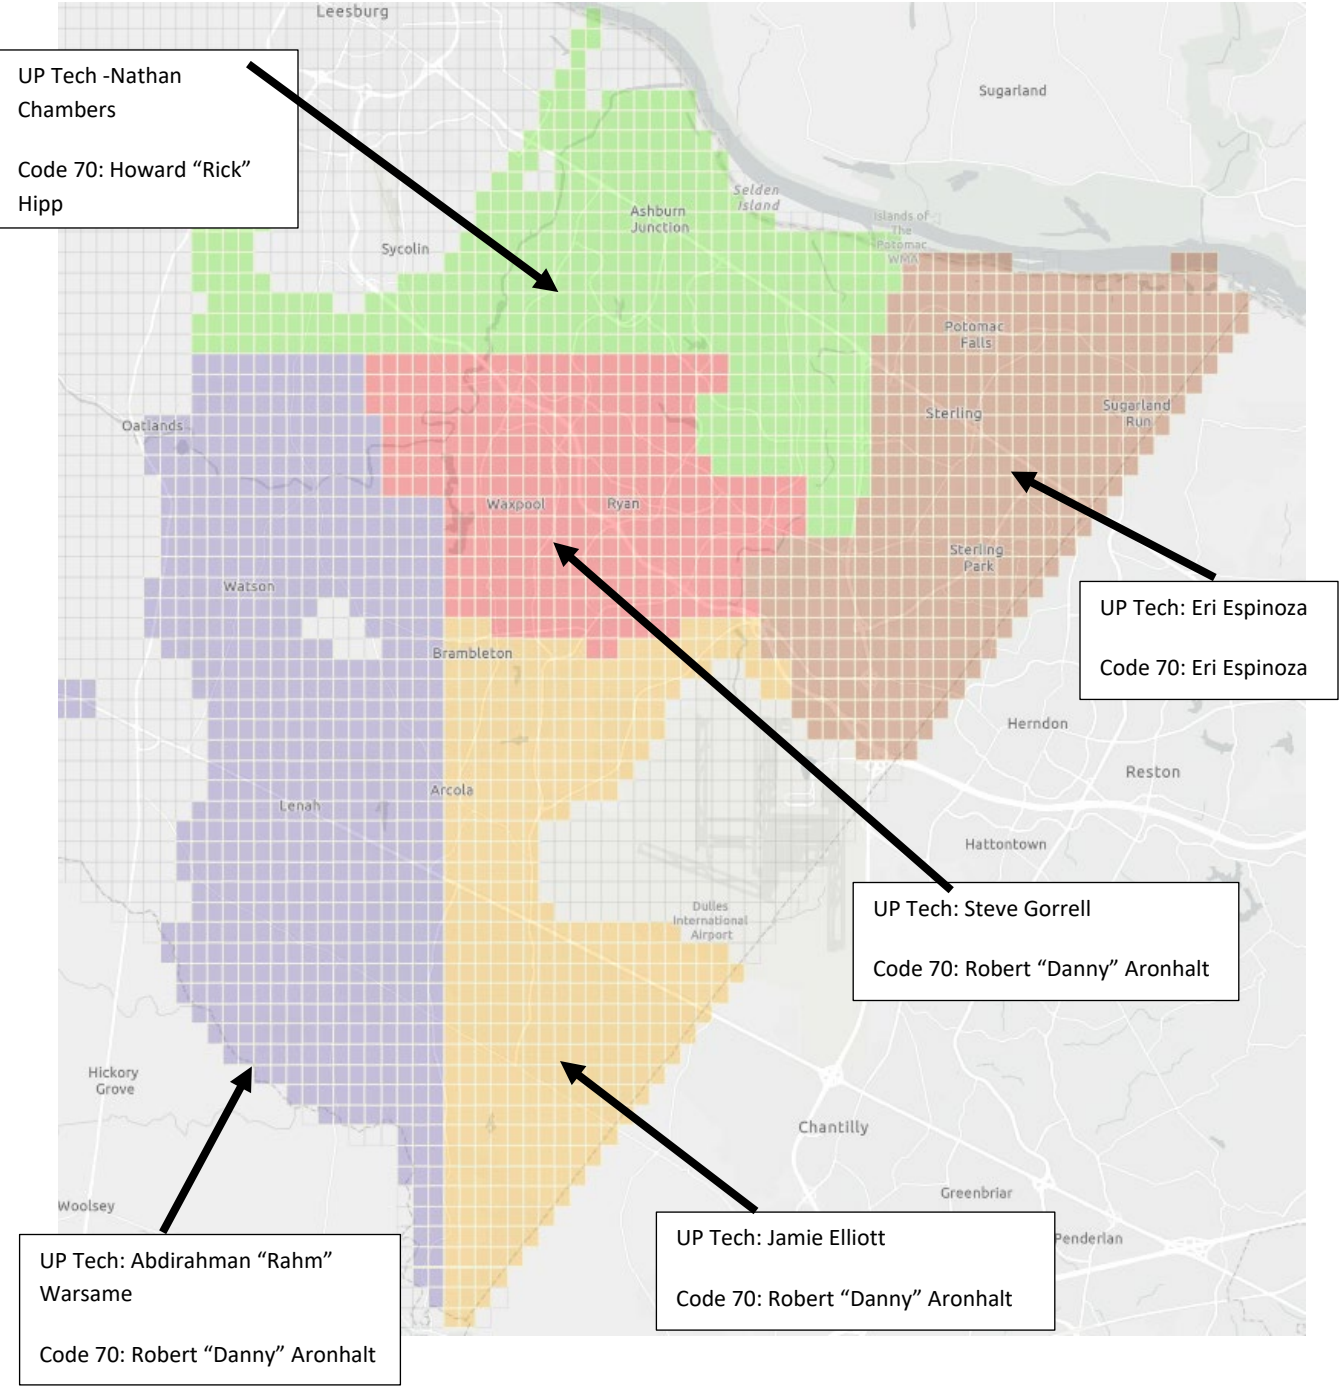 Leesburg
UP Tech -Nathan
Chambers
Code 70: Howard “Rick”
Hipp
Sugarland
Selden
Island
Ashburn
Junction
Islands of
The
Potomac
WMA
Sycolin
Potomac
Falls
Sterling
Sugarland
Run
Oatlands
Waxpool
Ryan
Sterling
Park
Watson
UP Tech: Eri Espinoza
Code 70: Eri Espinoza
Brambleton
Herndon
Reston
Arcola
Lenah
Hattontown
Dulles
International
Airport
UP Tech: Steve Gorrell
Code 70: Robert “Danny” Aronhalt
Hickory
Grove
Chantilly
Greenbriar
Woolsey
Penderlan
UP Tech: Jamie Elliott
Code 70: Robert “Danny” Aronhalt
UP Tech: Abdirahman “Rahm”
Warsame
Code 70: Robert “Danny” Aronhalt